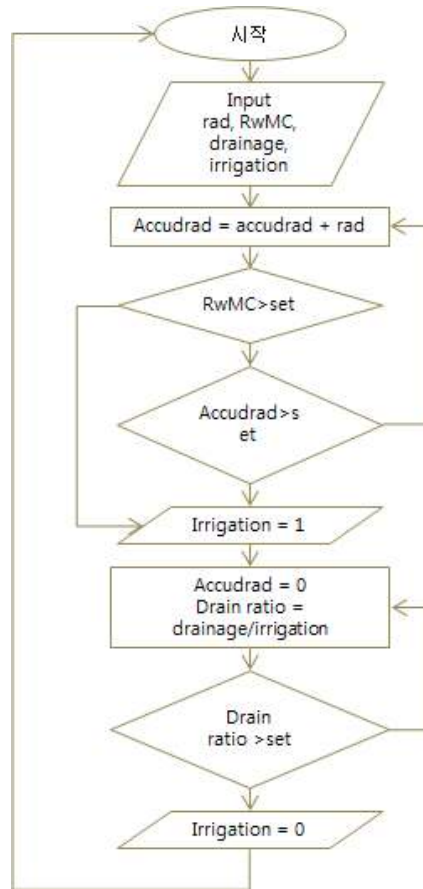 시작
Input
rad, RwMC,
drainage,
irrigation
Accudrad = accudrad + rad
RwMC>set
Accudrad>s
et
Irrigation = 1
Accudrad = 0
Drain ratio =
drainage/irrigation
Drain
ratio >set
Irrigation = 0